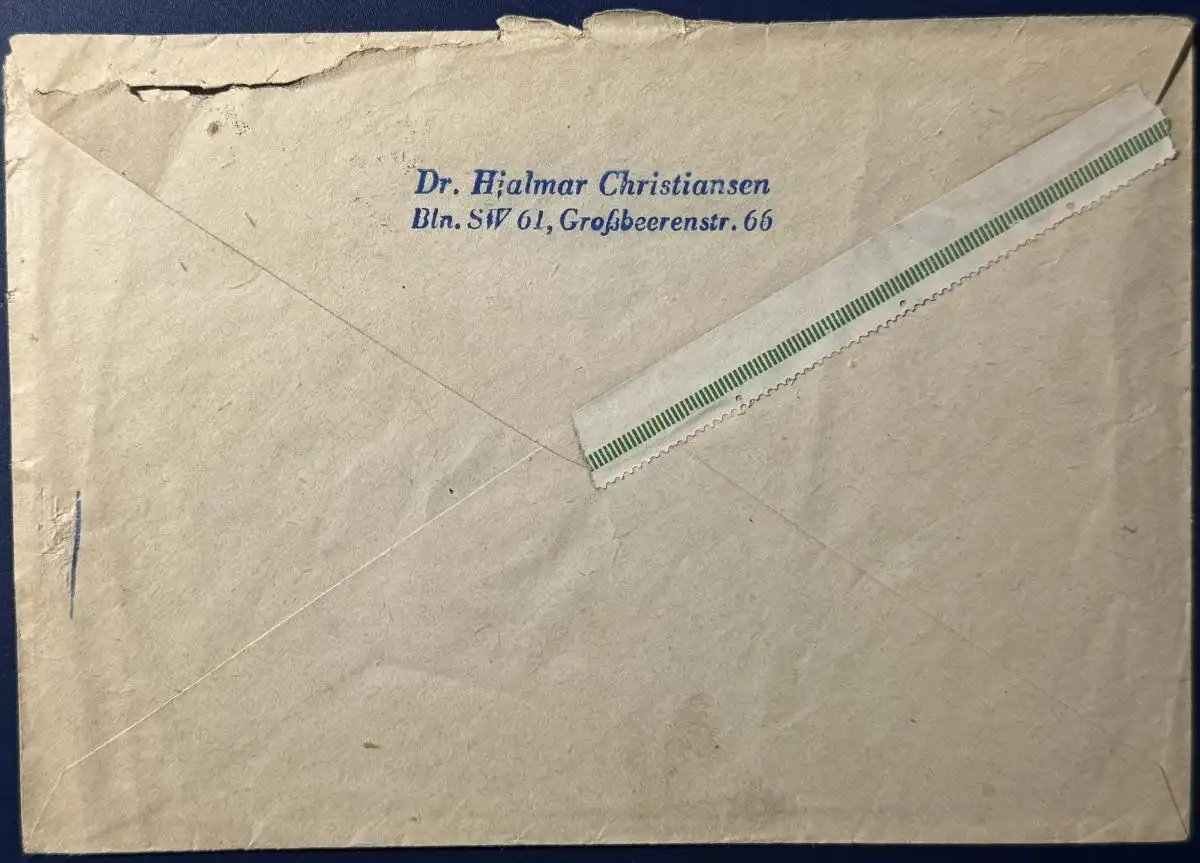 Dr. Hjalmar Christiansen
Bln. SW 61, Großbeerenstr. 66